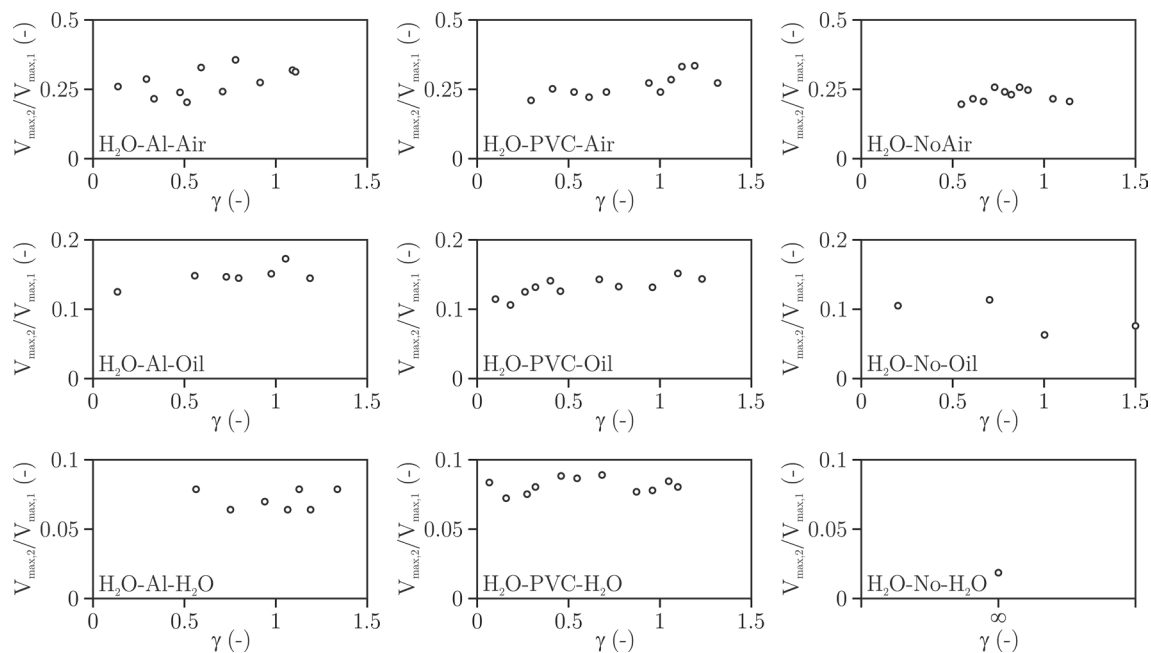 0.5 0.5 0.5
V_max,2/V_max,1 (-) V_max,2/V_max,1 (-) V_max,2/V_max,1 (-)
0.25 0.25 0.25
H₂O-Al-Air H₂O-PVC-Air H₂O-NoAir
0 0 0
0 0.5 1 1.5 0 0.5 1 1.5 0 0.5 1 1.5
γ (-) γ (-) γ (-)
0.2 0.2 0.2
V_max,2/V_max,1 (-) V_max,2/V_max,1 (-) V_max,2/V_max,1 (-)
0.1 0.1 0.1
H₂O-Al-Oil H₂O-PVC-Oil H₂O-No-Oil
0 0 0
0 0.5 1 1.5 0 0.5 1 1.5 0 0.5 1 1.5
γ (-) γ (-) γ (-)
0.1 0.1 0.1
V_max,2/V_max,1 (-) V_max,2/V_max,1 (-) V_max,2/V_max,1 (-)
0.05 0.05 0.05
H₂O-Al-H₂O H₂O-PVC-H₂O H₂O-No-H₂O
0 0 0
0 0.5 1 1.5 0 0.5 1 1.5 ∞
γ (-) γ (-) γ (-)